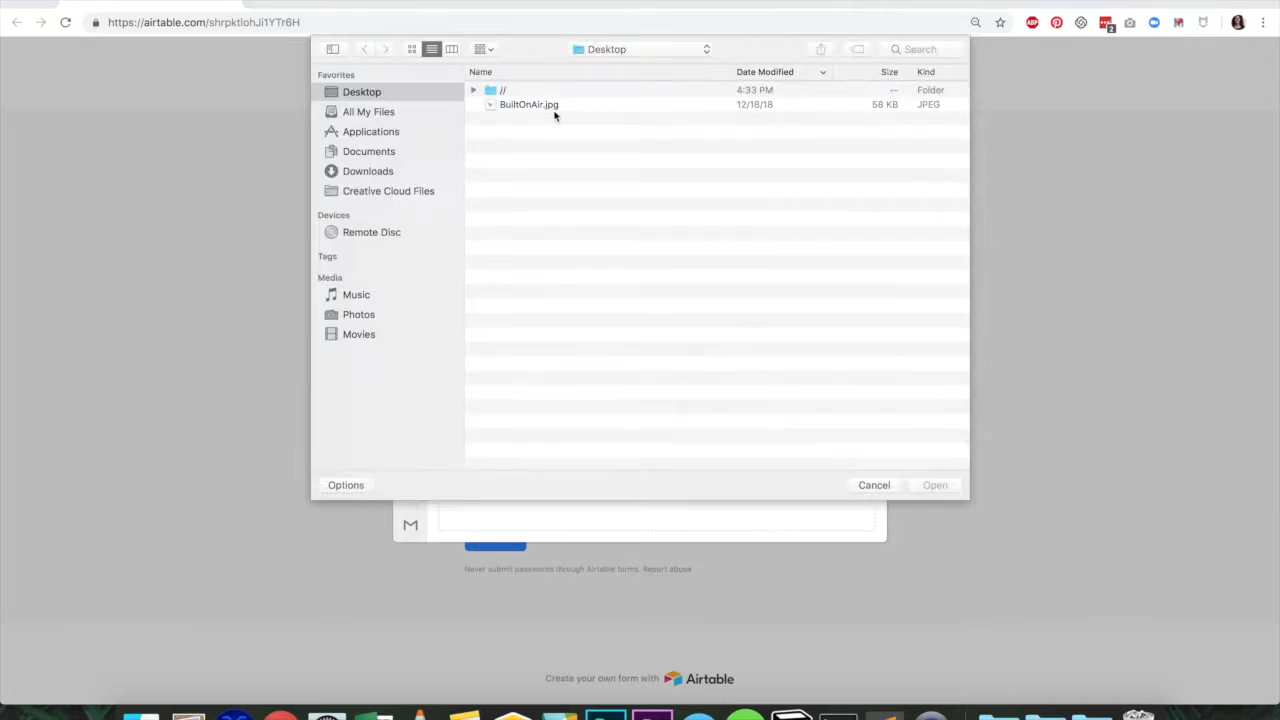 https://airtable.com/shrpktlohJi1YTr6H
ABP
2
Desktop
Search
Favorites
Name
Date Modified
Size
Kind
Desktop
//
4:33 PM
--
Folder
BuiltOnAir.jpg
12/18/18
58 KB
JPEG
All My Files
Applications
Documents
Downloads
Creative Cloud Files
Devices
Remote Disc
Tags
Media
Music
Photos
Movies
Options
Cancel
Open
Never submit passwords through Airtable forms. Report abuse
Create your own form with Airtable